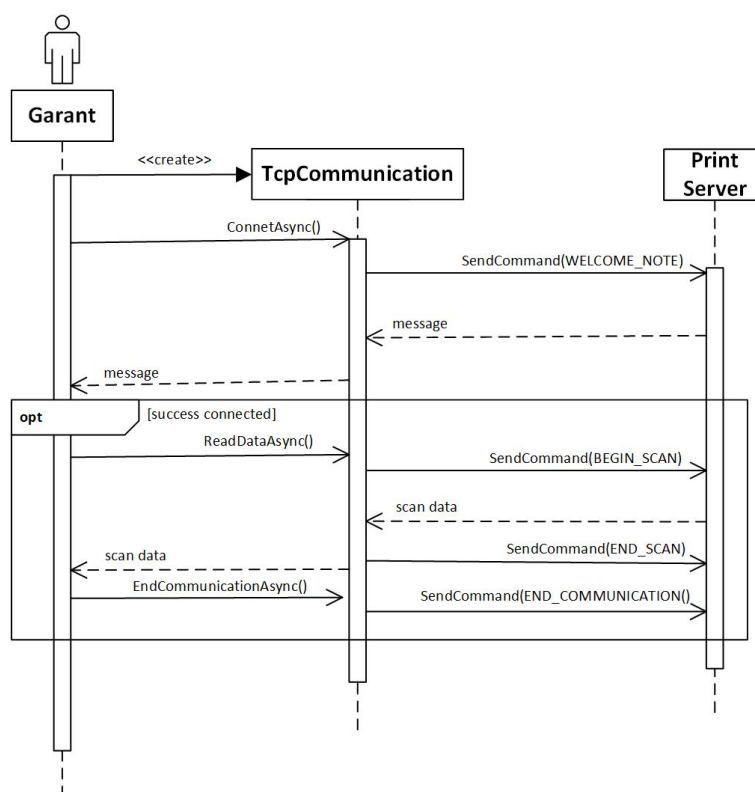 Garant
<<create>>
TcpCommunication
Print
Server
ConnetAsync()
SendCommand(WELCOME_NOTE)
message
message
opt
[success connected]
ReadDataAsync()
SendCommand(BEGIN_SCAN)
scan data
scan data
SendCommand(END_SCAN)
EndCommunicationAsync()
SendCommand(END_COMMUNICATION()